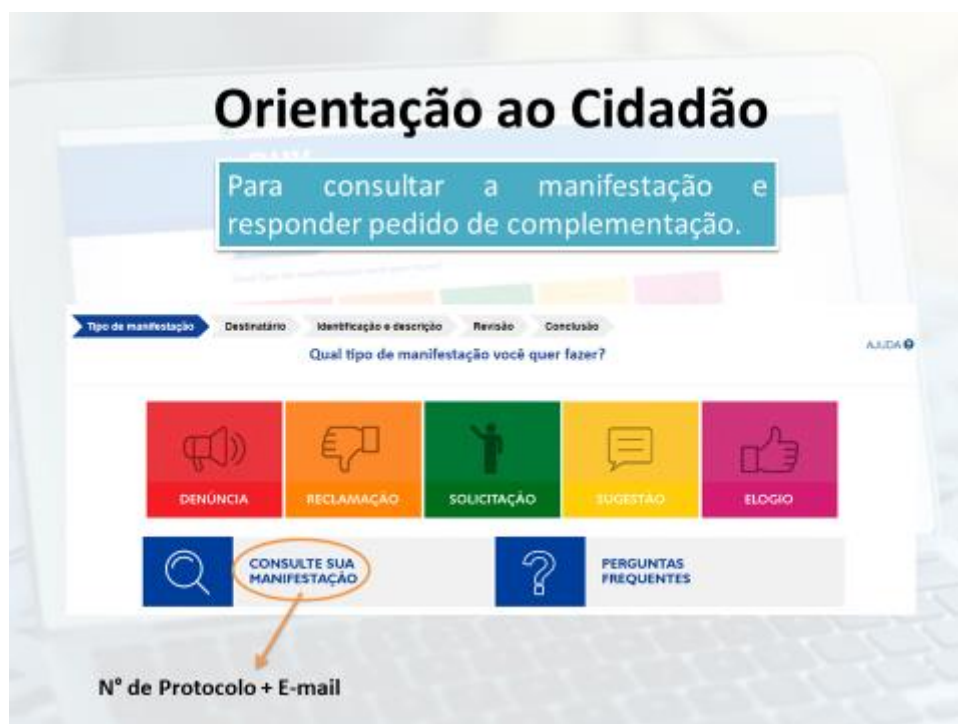 Orientação ao Cidadão
Para consultar a manifestação e
responder pedido de complementação.
Tipo de manifestação Destinatário Identificação e descrição Revisão Conclusão
Qual tipo de manifestação você quer fazer?
AJUDA
DENÚNCIA RECLAMAÇÃO SOLICITAÇÃO SUGESTÃO ELOGIO
CONSULTE SUA
MANIFESTAÇÃO
PERGUNTAS
FREQUENTES
N° de Protocolo + E-mail